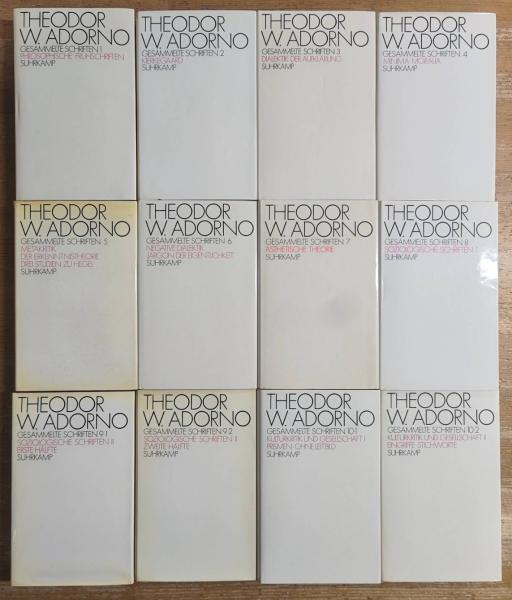 THEODOR
W. ADORNO
GESAMMELTE SCHRIFTEN 1
PHILOSOPHISCHE FRÜHSCHRIFTEN
SUHRKAMP
THEODOR
W. ADORNO
GESAMMELTE SCHRIFTEN 2
KIERKEGAARD
SUHRKAMP
THEODOR
W. ADORNO
GESAMMELTE SCHRIFTEN 3
DIALEKTIK DER AUFKLÄRUNG
SUHRKAMP
THEODOR
W. ADORNO
GESAMMELTE SCHRIFTEN 4
MINIMA MORALIA
SUHRKAMP
THEODOR
W. ADORNO
GESAMMELTE SCHRIFTEN 5
METAKRITIK
DER ERKENNTNISTHEORIE
DREI STUDIEN ZU HEGEL
SUHRKAMP
THEODOR
W. ADORNO
GESAMMELTE SCHRIFTEN 6
NEGATIVE DIALEKTIK
JARGON DER EIGENTLICHKEIT
SUHRKAMP
THEODOR
W. ADORNO
GESAMMELTE SCHRIFTEN 7
ÄSTHETISCHE THEORIE
SUHRKAMP
THEODOR
W. ADORNO
GESAMMELTE SCHRIFTEN 8
SOZIOLOGISCHE SCHRIFTEN I
SUHRKAMP
THEODOR
W. ADORNO
GESAMMELTE SCHRIFTEN 9·1
SOZIOLOGISCHE SCHRIFTEN II
ERSTE HÄLFTE
SUHRKAMP
THEODOR
W. ADORNO
GESAMMELTE SCHRIFTEN 9·2
SOZIOLOGISCHE SCHRIFTEN II
ZWEITE HÄLFTE
SUHRKAMP
THEODOR
W. ADORNO
GESAMMELTE SCHRIFTEN 10·1
KULTURKRITIK UND GESELLSCHAFT I
PRISMEN · OHNE LEITBILD
SUHRKAMP
THEODOR
W. ADORNO
GESAMMELTE SCHRIFTEN 10·2
KULTURKRITIK UND GESELLSCHAFT II
EINGRIFFE · STICHWORTE
SUHRKAMP